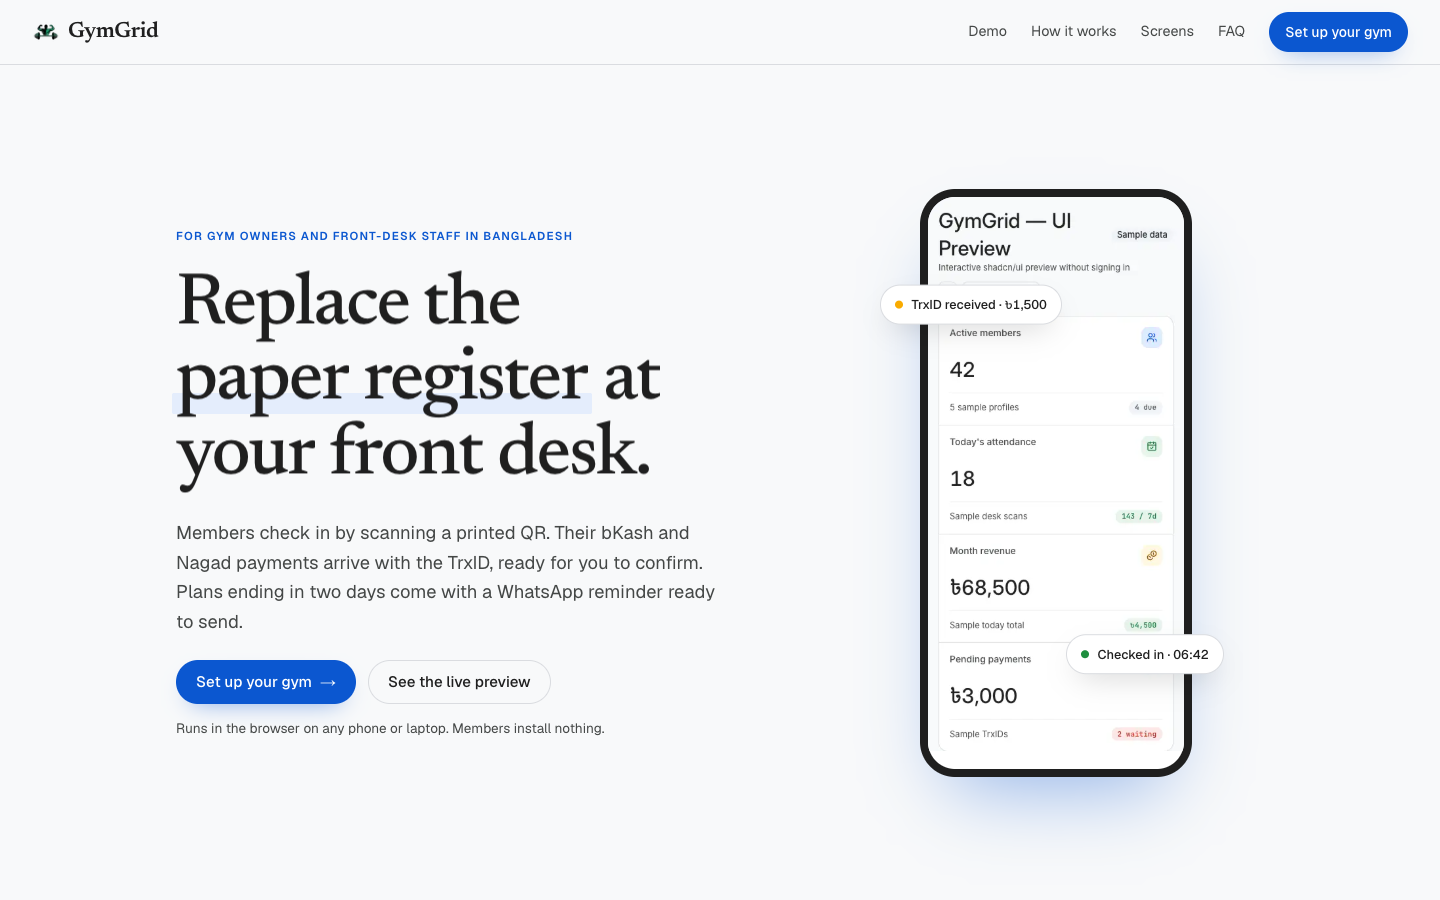 GymGrid
Demo
How it works
Screens
FAQ
Set up your gym
FOR GYM OWNERS AND FRONT-DESK STAFF IN BANGLADESH
Replace the
paper register at
your front desk.
Members check in by scanning a printed QR. Their bKash and
Nagad payments arrive with the TrxID, ready for you to confirm.
Plans ending in two days come with a WhatsApp reminder ready
to send.
Set up your gym →
See the live preview
Runs in the browser on any phone or laptop. Members install nothing.
GymGrid — UI
Preview
Sample data
Interactive shadcn/ui preview without signing in
TrxID received · ৳1,500
Active members
42
5 sample profiles
4 due
Today's attendance
18
Sample desk scans
143 / 7d
Month revenue
৳68,500
Sample today total
৳4,500
Checked in · 06:42
Pending payments
৳3,000
Sample TrxIDs
2 waiting